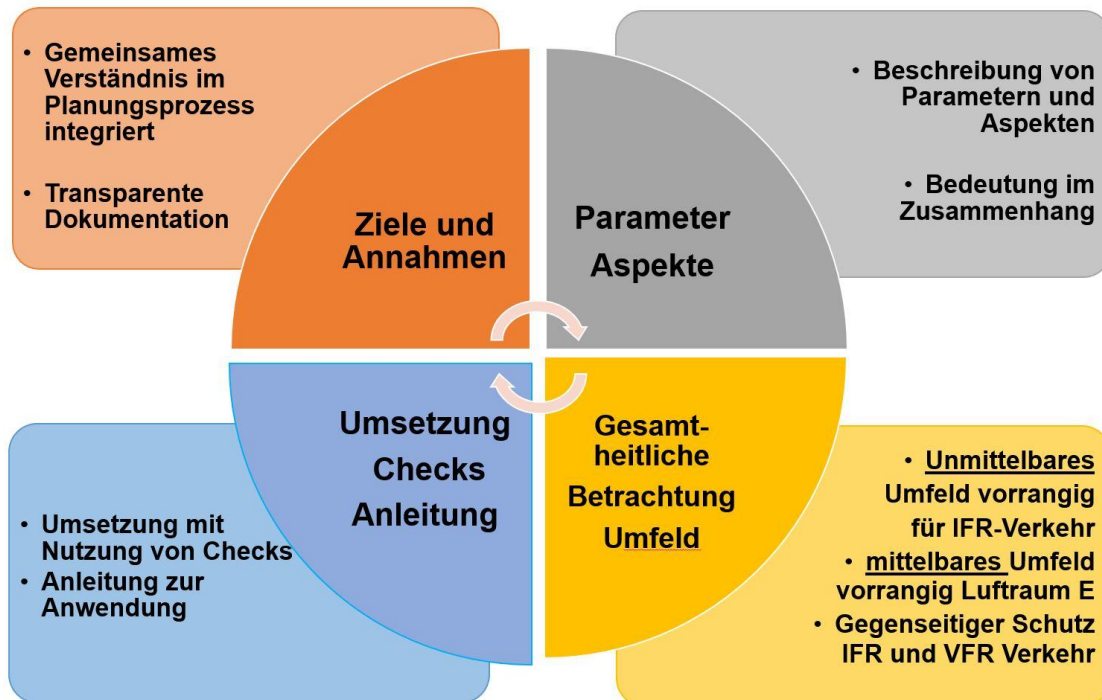 • Gemeinsames
Verständnis im
Planungsprozess
integriert
• Transparente
Dokumentation
Ziele und
Annahmen
Parameter
Aspekte
• Beschreibung von
Parametern und
Aspekten
• Bedeutung im
Zusammenhang
• Umsetzung mit
Nutzung von Checks
• Anleitung zur
Anwendung
Umsetzung
Checks
Anleitung
Gesamt-
heitliche
Betrachtung
Umfeld
• Unmittelbares
Umfeld vorrangig
für IFR-Verkehr
• mittelbares Umfeld
vorrangig Luftraum E
• Gegenseitiger Schutz
IFR und VFR Verkehr